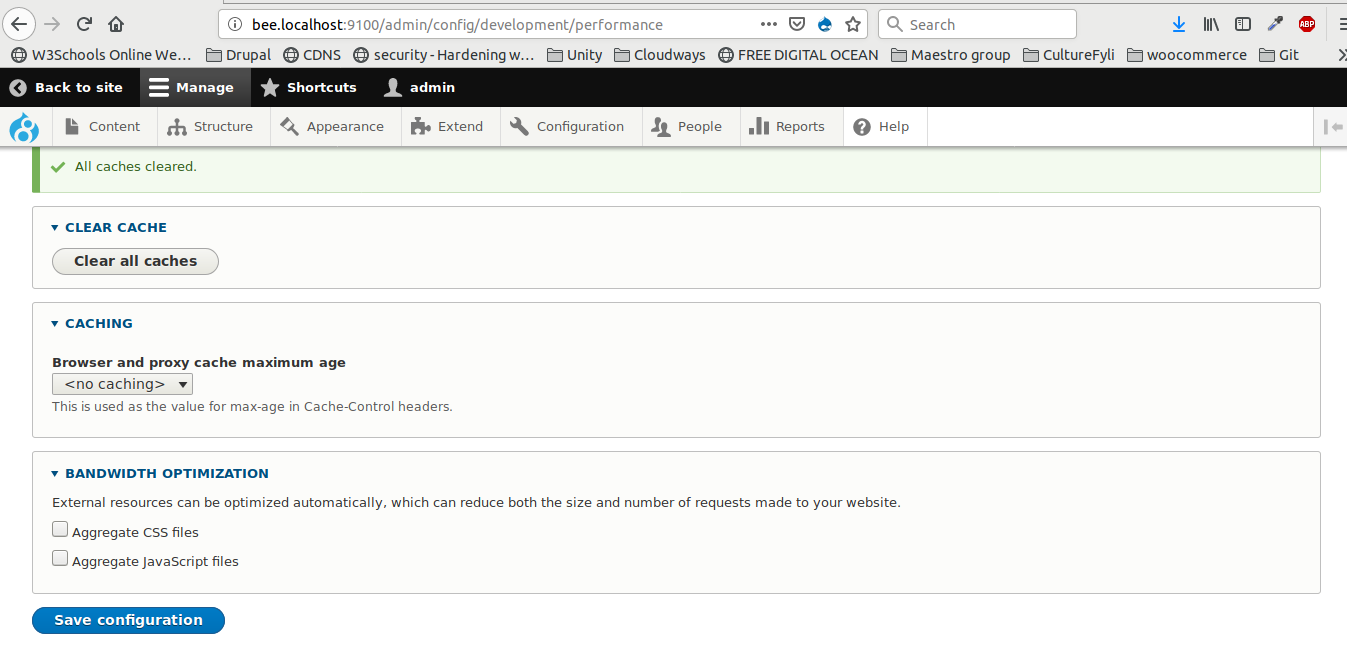 bee.localhost:9100/admin/config/development/performance Search ABP
W3Schools Online We... Drupal CDNS security - Hardening w... Unity Cloudways FREE DIGITAL OCEAN Maestro group CultureFyli woocommerce Git
Back to site Manage Shortcuts admin
Content Structure Appearance Extend Configuration People Reports Help
All caches cleared.
CLEAR CACHE
Clear all caches
CACHING
Browser and proxy cache maximum age
<no caching>
This is used as the value for max-age in Cache-Control headers.
BANDWIDTH OPTIMIZATION
External resources can be optimized automatically, which can reduce both the size and number of requests made to your website.
Aggregate CSS files
Aggregate JavaScript files
Save configuration